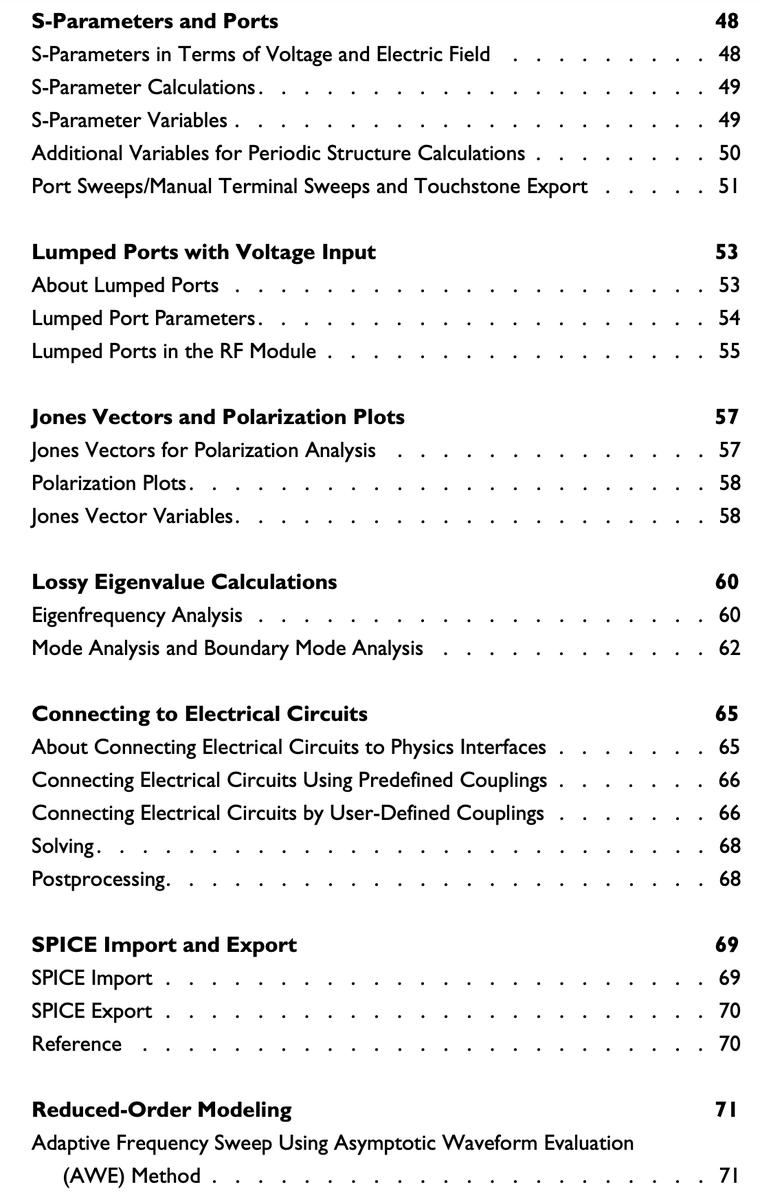 S-Parameters and Ports 48
S-Parameters in Terms of Voltage and Electric Field . . . . . . . . . 48
S-Parameter Calculations. . . . . . . . . . . . . . . . . . . . 49
S-Parameter Variables . . . . . . . . . . . . . . . . . . . . . 49
Additional Variables for Periodic Structure Calculations . . . . . . . . 50
Port Sweeps/Manual Terminal Sweeps and Touchstone Export . . . . . 51
Lumped Ports with Voltage Input 53
About Lumped Ports . . . . . . . . . . . . . . . . . . . . . 53
Lumped Port Parameters. . . . . . . . . . . . . . . . . . . . 54
Lumped Ports in the RF Module . . . . . . . . . . . . . . . . . 55
Jones Vectors and Polarization Plots 57
Jones Vectors for Polarization Analysis . . . . . . . . . . . . . . 57
Polarization Plots. . . . . . . . . . . . . . . . . . . . . . . 58
Jones Vector Variables. . . . . . . . . . . . . . . . . . . . . 58
Lossy Eigenvalue Calculations 60
Eigenfrequency Analysis . . . . . . . . . . . . . . . . . . . . 60
Mode Analysis and Boundary Mode Analysis . . . . . . . . . . . . 62
Connecting to Electrical Circuits 65
About Connecting Electrical Circuits to Physics Interfaces . . . . . . . 65
Connecting Electrical Circuits Using Predefined Couplings . . . . . . . 66
Connecting Electrical Circuits by User-Defined Couplings . . . . . . . 66
Solving. . . . . . . . . . . . . . . . . . . . . . . . . . . 68
Postprocessing. . . . . . . . . . . . . . . . . . . . . . . . 68
SPICE Import and Export 69
SPICE Import . . . . . . . . . . . . . . . . . . . . . . . . 69
SPICE Export . . . . . . . . . . . . . . . . . . . . . . . . 70
Reference . . . . . . . . . . . . . . . . . . . . . . . . . 70
Reduced-Order Modeling 71
Adaptive Frequency Sweep Using Asymptotic Waveform Evaluation
(AWE) Method . . . . . . . . . . . . . . . . . . . . . . 71